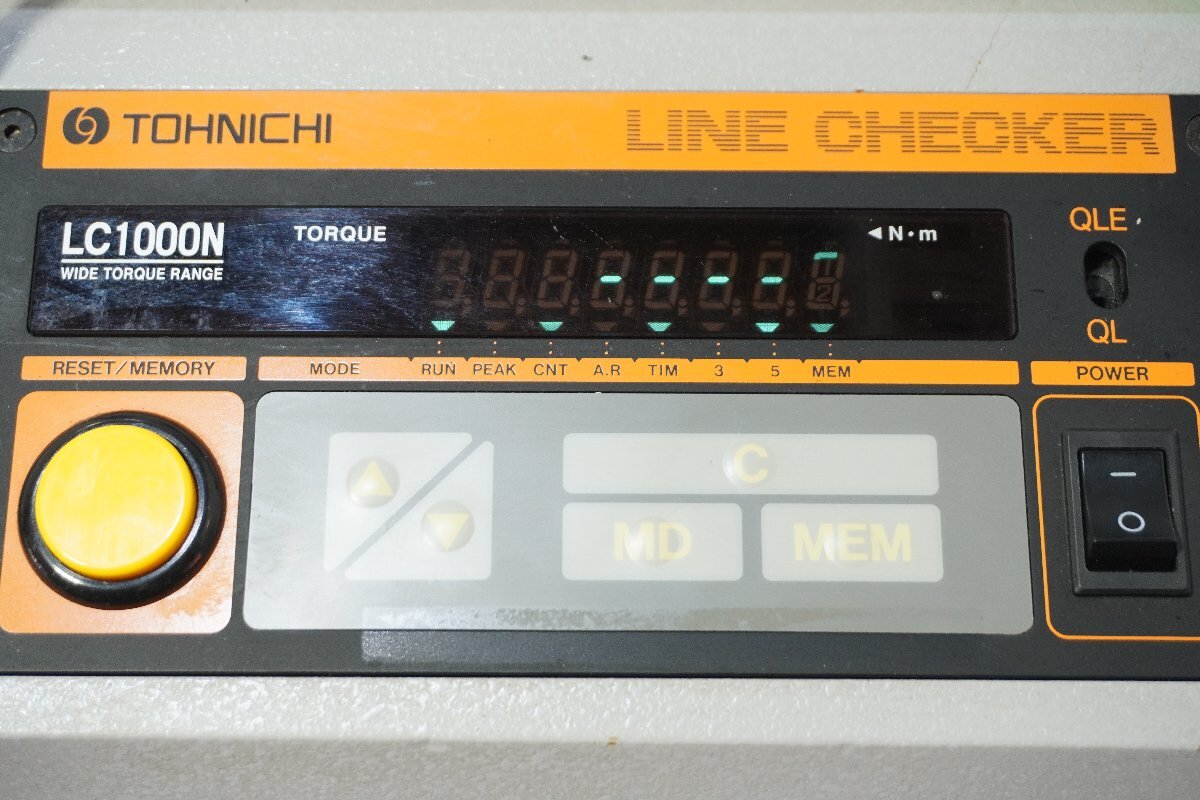 TOHNICHI
LINE CHECKER
LC1000N
WIDE TORQUE RANGE
TORQUE
◀N·m
QLE
QL
RESET/MEMORY
MODE RUN PEAK CNT A.R TIM 3 5 MEM
POWER
▲
▼
C
MD
MEM